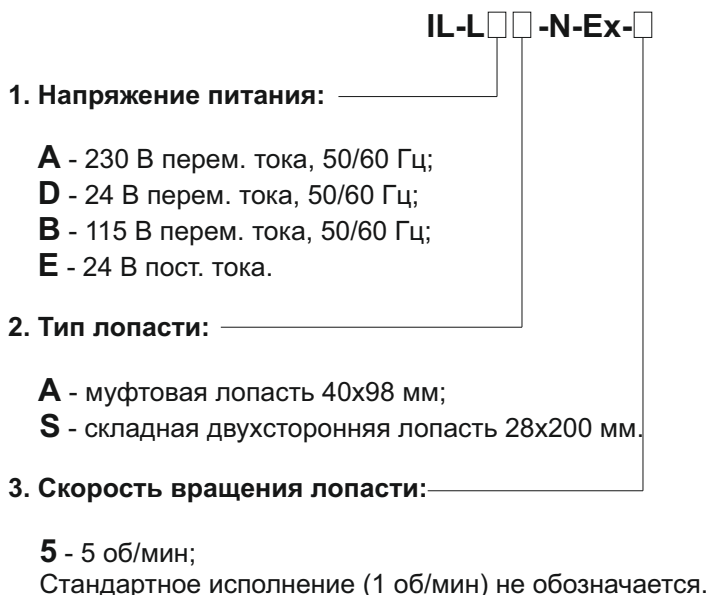 IL-L□□-N-Ex-□
1. Напряжение питания:
A - 230 В перем. тока, 50/60 Гц;
D - 24 В перем. тока, 50/60 Гц;
B - 115 В перем. тока, 50/60 Гц;
E - 24 В пост. тока.
2. Тип лопасти:
A - муфтовая лопасть 40x98 мм;
S - складная двухсторонняя лопасть 28x200 мм.
3. Скорость вращения лопасти:
5 - 5 об/мин;
Стандартное исполнение (1 об/мин) не обозначается.